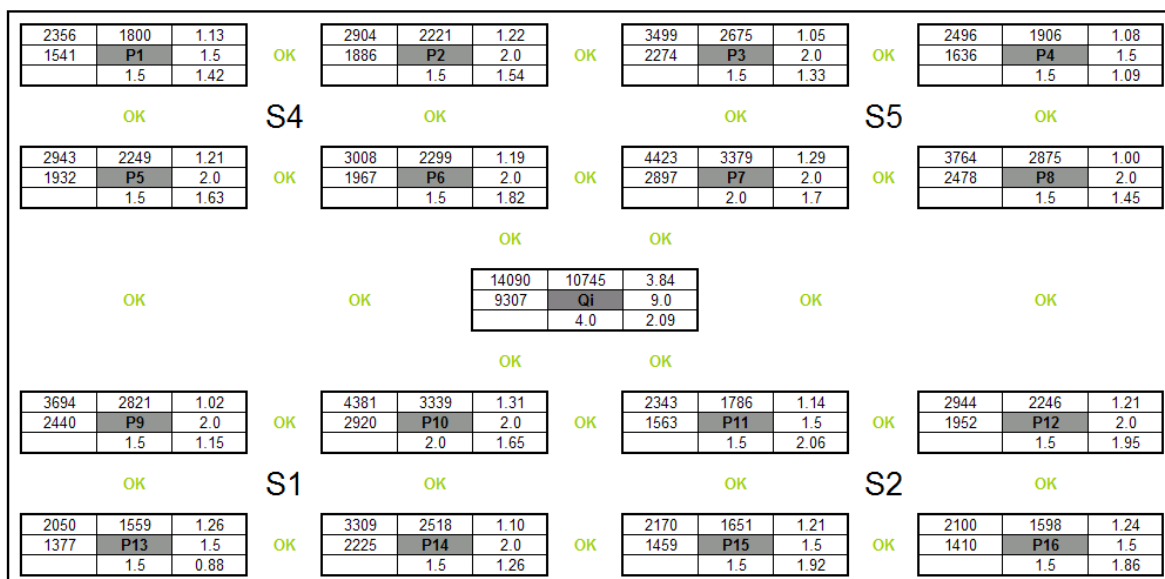 2356 1800 1.13 2904 2221 1.22 3499 2675 1.05 2496 1906 1.08
1541 P1 1.5 OK 1886 P2 2.0 OK 2274 P3 2.0 OK 1636 P4 1.5
1.5 1.42 1.5 1.54 1.5 1.33 1.5 1.09
OK S4 OK OK S5 OK
2943 2249 1.21 3008 2299 1.19 4423 3379 1.29 3764 2875 1.00
1932 P5 2.0 OK 1967 P6 2.0 OK 2897 P7 2.0 OK 2478 P8 2.0
1.5 1.63 1.5 1.82 2.0 1.7 1.5 1.45
OK OK
14090 10745 3.84
OK OK 9307 Qi 9.0 OK OK
4.0 2.09
OK OK
3694 2821 1.02 4381 3339 1.31 2343 1786 1.14 2944 2246 1.21
2440 P9 2.0 OK 2920 P10 2.0 OK 1563 P11 1.5 OK 1952 P12 2.0
1.5 1.15 2.0 1.65 1.5 2.06 1.5 1.95
OK S1 OK OK S2 OK
2050 1559 1.26 3309 2518 1.10 2170 1651 1.21 2100 1598 1.24
1377 P13 1.5 OK 2225 P14 2.0 OK 1459 P15 1.5 OK 1410 P16 1.5
1.5 0.88 1.5 1.26 1.5 1.92 1.5 1.86